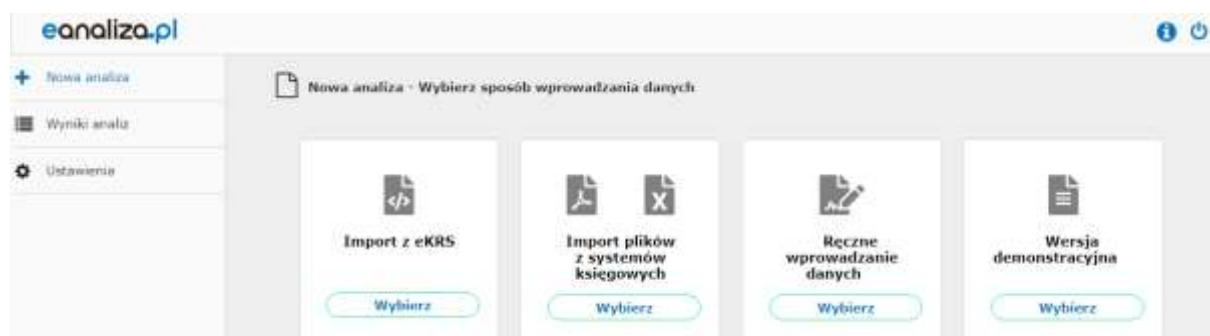 eanaliza.pl
Nowa analiza
Wyniki analiz
Ustawienia
Nowa analiza - Wybierz sposób wprowadzania danych
Import z eKRS
Wybierz
Import plików
z systemów
księgowych
Wybierz
Ręczne
wprowadzanie
danych
Wybierz
Wersja
demonstracyjna
Wybierz